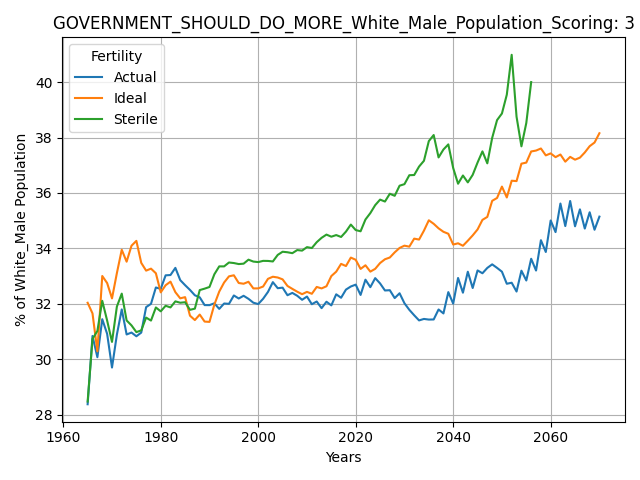 GOVERNMENT_SHOULD_DO_MORE_White_Male_Population_Scoring: 3
Fertility
Actual
Ideal
Sterile
% of White_Male Population
40
38
36
34
32
30
28
1960 1980 2000 2020 2040 2060
Years